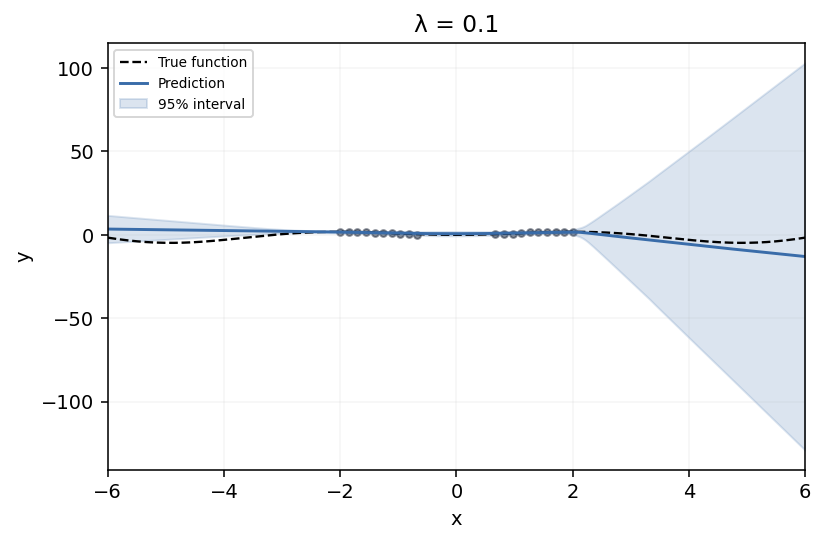 λ = 0.1
True function
Prediction
95% interval
100
50
0
−50
−100
y
−6
−4
−2
0
2
4
6
x